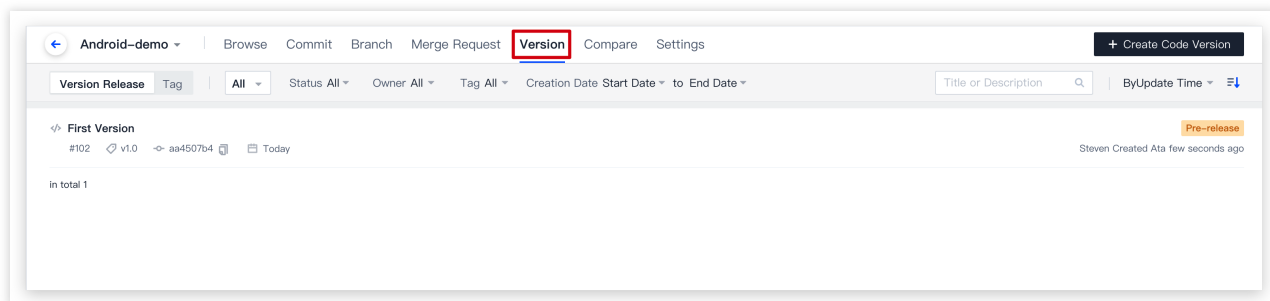 Android-demo Browse Commit Branch Merge Request Version Compare Settings + Create Code Version
Version Release Tag All Status All Owner All Tag All Creation Date Start Date to End Date Title or Description ByUpdate Time
</> First Version Pre-release
#102 v1.0 aa4507b4 Today Steven Created Ata few seconds ago
in total 1